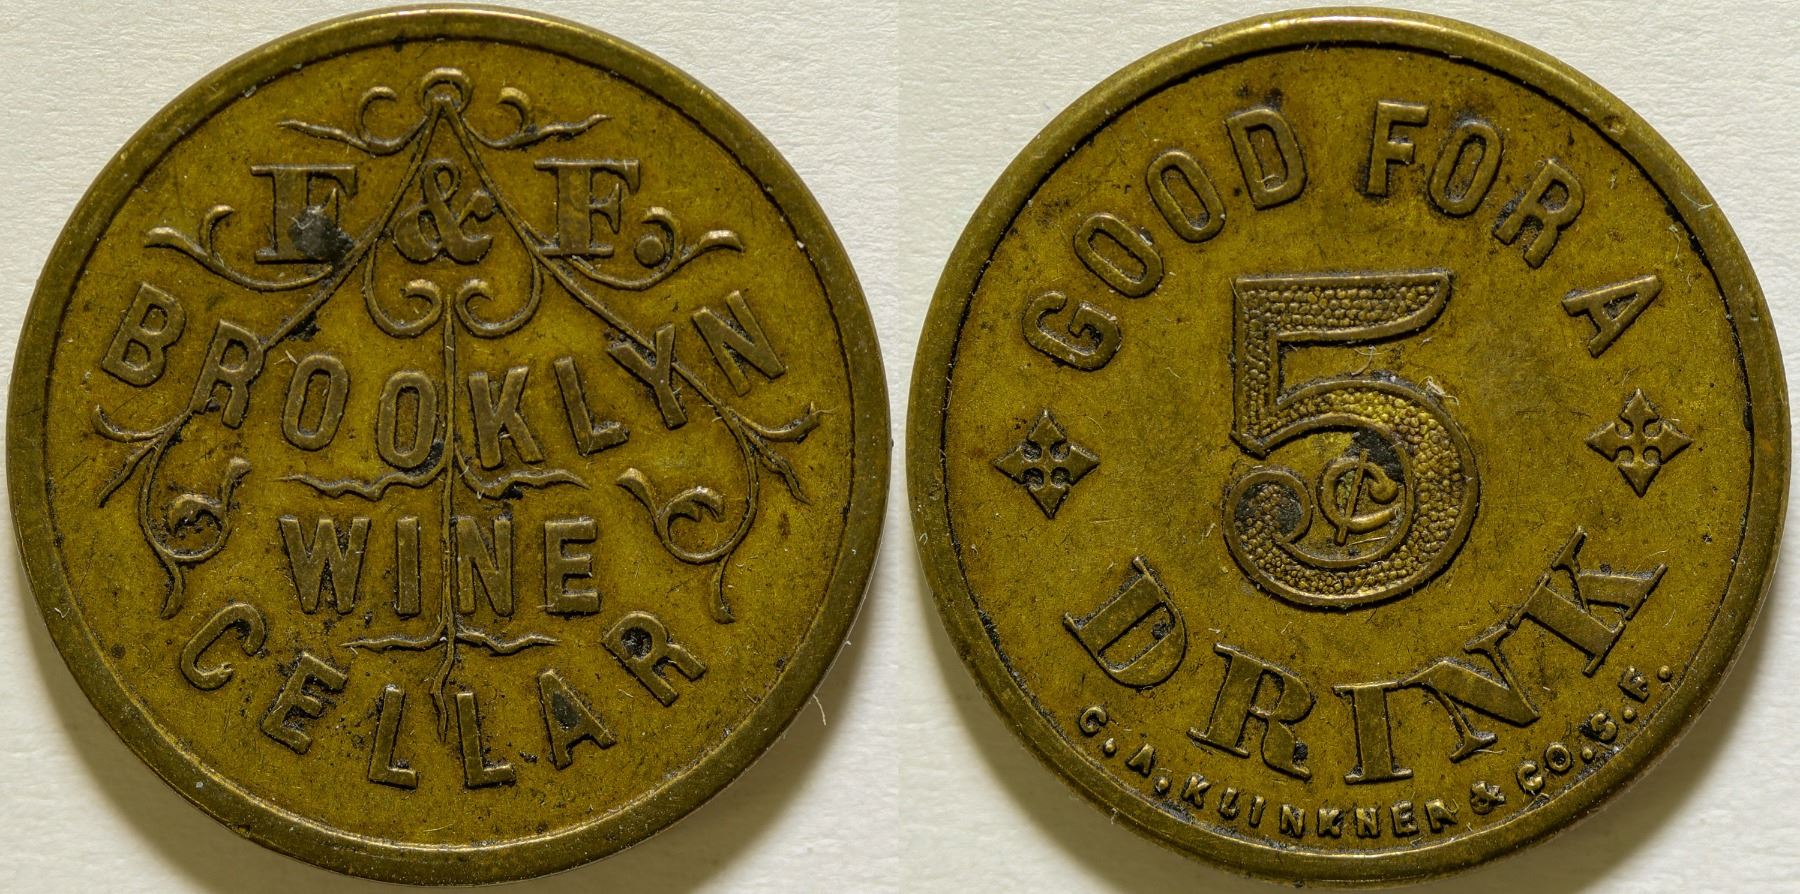 F & F.
BROOKLYN
WINE
CELLAR
GOOD FOR A
5¢
DRINK
C.A.KLINKNER & CO.S.F.